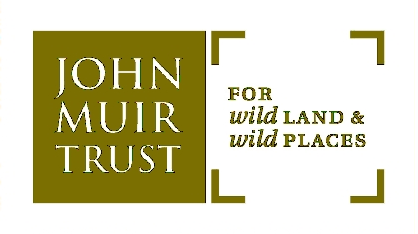 JOHN
MUIR
TRUST
FOR
wild LAND &
wild PLACES